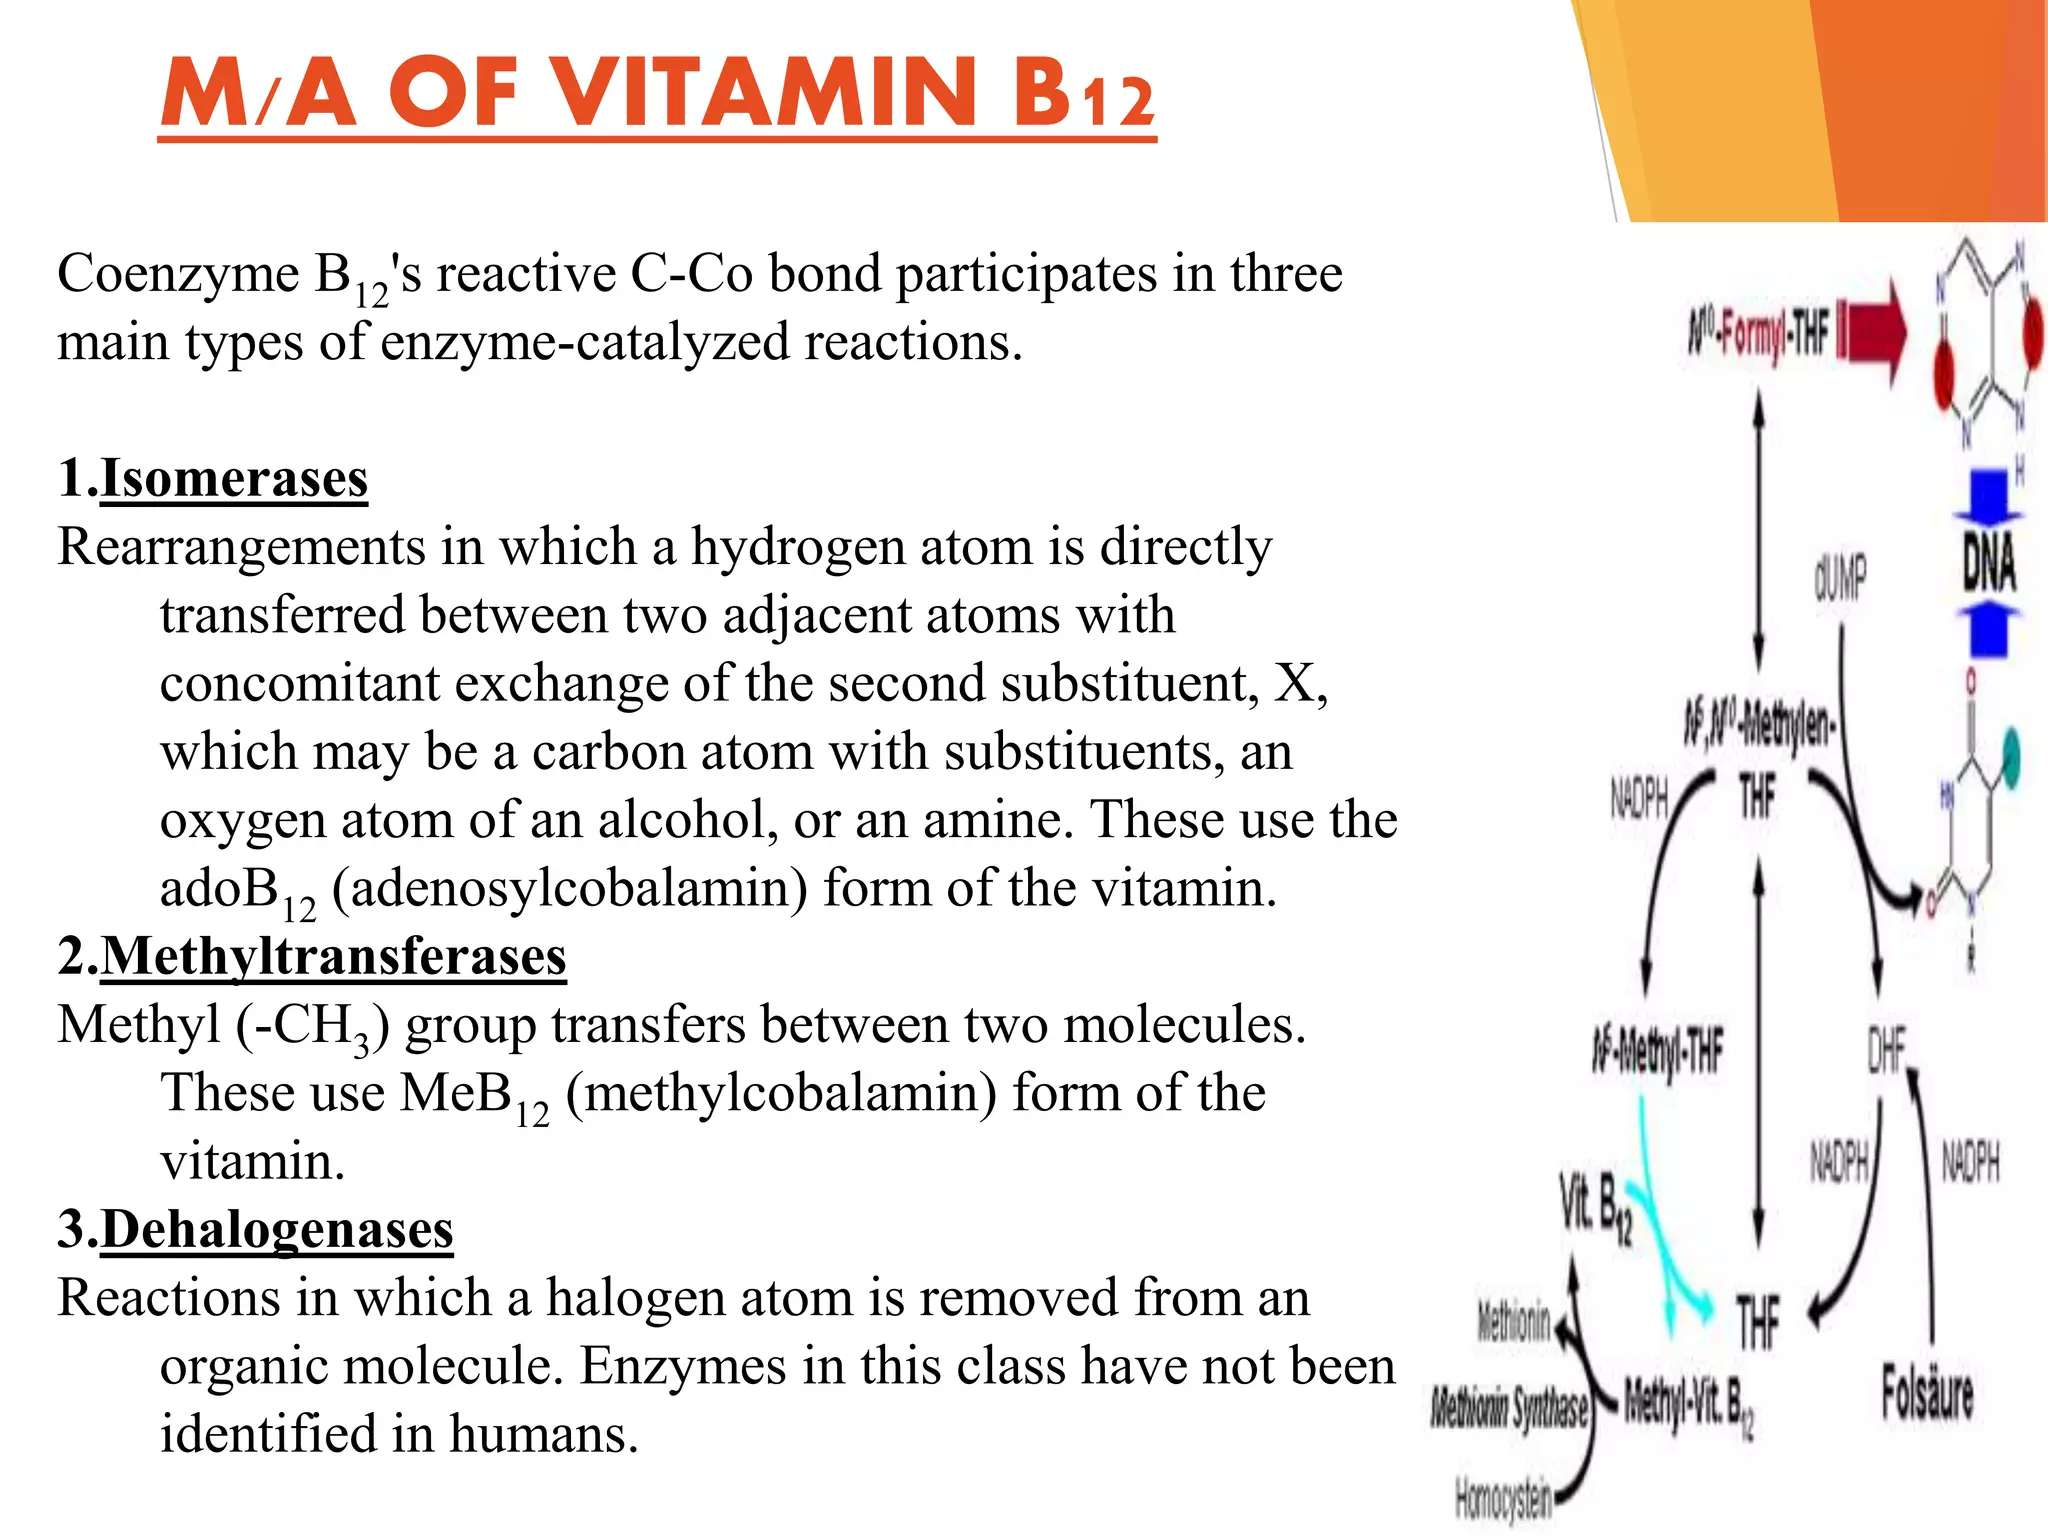 M/A OF VITAMIN B12
Coenzyme B12's reactive C-Co bond participates in three
main types of enzyme-catalyzed reactions.
1.Isomerases
Rearrangements in which a hydrogen atom is directly
transferred between two adjacent atoms with
concomitant exchange of the second substituent, X,
which may be a carbon atom with substituents, an
oxygen atom of an alcohol, or an amine. These use the
adoB12 (adenosylcobalamin) form of the vitamin.
2.Methyltransferases
Methyl (-CH3) group transfers between two molecules.
These use MeB12 (methylcobalamin) form of the
vitamin.
3.Dehalogenases
Reactions in which a halogen atom is removed from an
organic molecule. Enzymes in this class have not been
identified in humans.
N10-Formyl-THF
N
N
N
N
H
DNA
dUMP
O
N5,N10-Methylen-
THF
NADPH
HN
O
N
R
N5-Methyl-THF
DHF
NADPH
NADPH
Vit. B12
THF
Methionin
Methionin Synthase
Methyl-Vit. B12
Folsäure
Homocystein